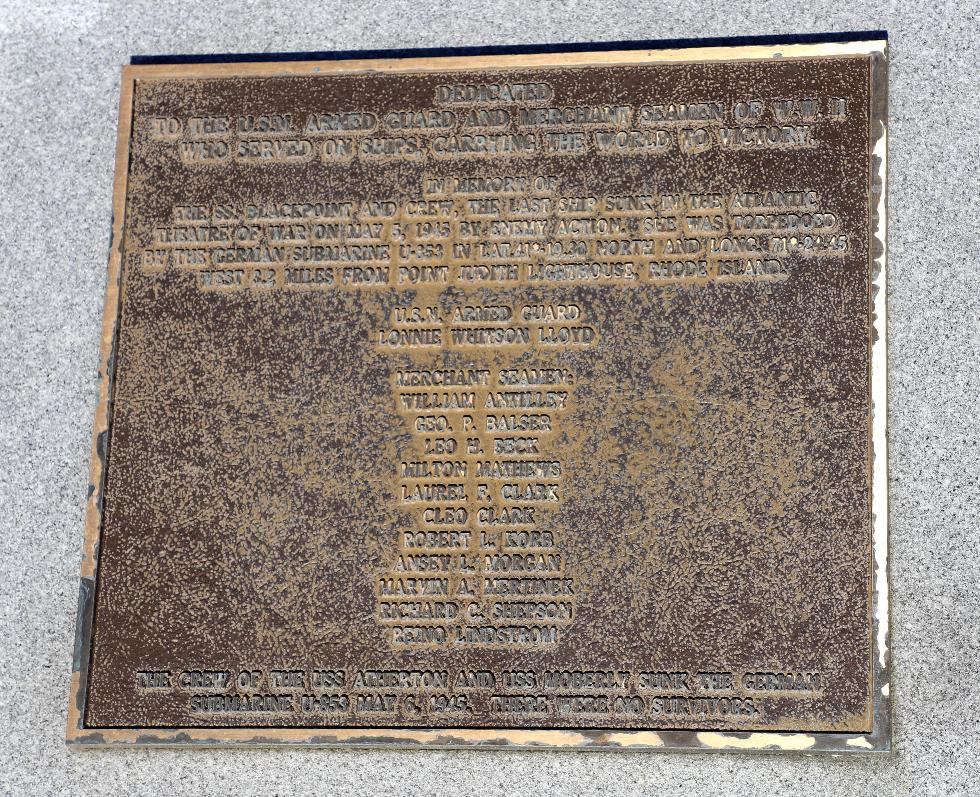 DEDICATED
TO THE U.S.N. ARMED GUARD AND MERCHANT SEAMEN OF W.W. II
WHO SERVED ON SHIPS, CARRYING THE WORLD TO VICTORY.
IN MEMORY OF
THE SS. BLACKPOINT AND CREW, THE LAST SHIP SUNK IN THE ATLANTIC
THEATRE OF WAR ON MAY 5, 1945 BY ENEMY ACTION. SHE WAS TORPEDOED
BY THE GERMAN SUBMARINE U-853 IN LAT. NORTH AND LONG.
WEST MILES FROM POINT JUDITH LIGHTHOUSE, RHODE ISLAND.
U.S.N. ARMED GUARD
LONNIE WHITSON LLOYD
MERCHANT SEAMEN:
WILLIAM ANTILLEY
GEO. P. BALSER
LEO H. BECK
MILTON MATHEWS
LAUREL F. CLARK
CLEO CLARK
ROBERT L. KORB
ANSEY L. MORGAN
MARVIN A. MERTINEK
RICHARD C. SHEPSON
REINO LINDSTROM
THE CREW OF THE USS ATHERTON AND USS MOBERLY SUNK THE GERMAN
SUBMARINE U-853 MAY 6, 1945. THERE WERE NO SURVIVORS.